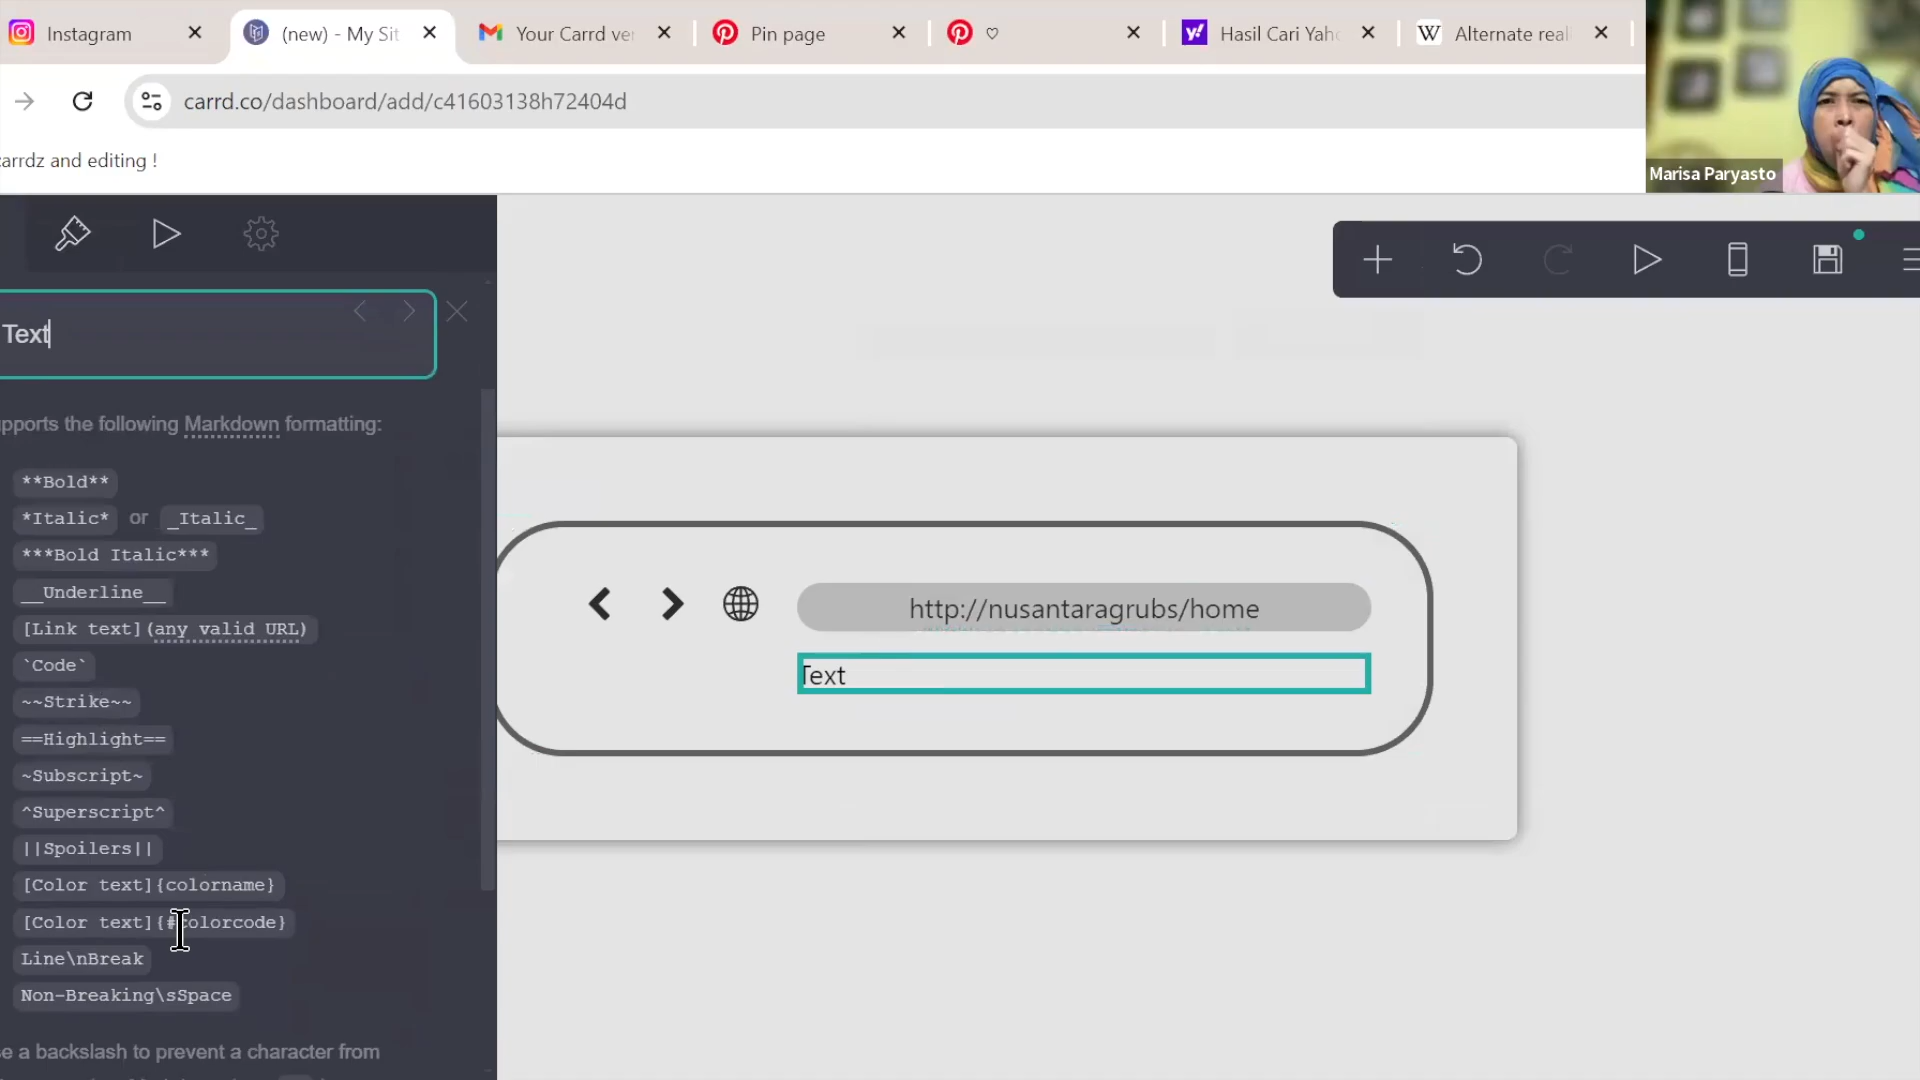 Instagram
(new) - My Sit
Your Carrd ve
Pin page
♡
Hasil Cari Yah
Alternate real
carrd.co/dashboard/add/c41603138h72404d
carrdz and editing !
Marisa Paryasto
Text
pports the following Markdown formatting:
**Bold**
*Italic* or _Italic_
***Bold Italic***
__Underline__
[Link text](any valid URL)
`Code`
~~Strike~~
==Highlight==
~Subscript~
^Superscript^
||Spoilers||
[Color text]{colorname}
[Color text]{#colorcode}
Line\nBreak
Non-Breaking\sSpace
e a backslash to prevent a character from
http://nusantaragrubs/home
Text